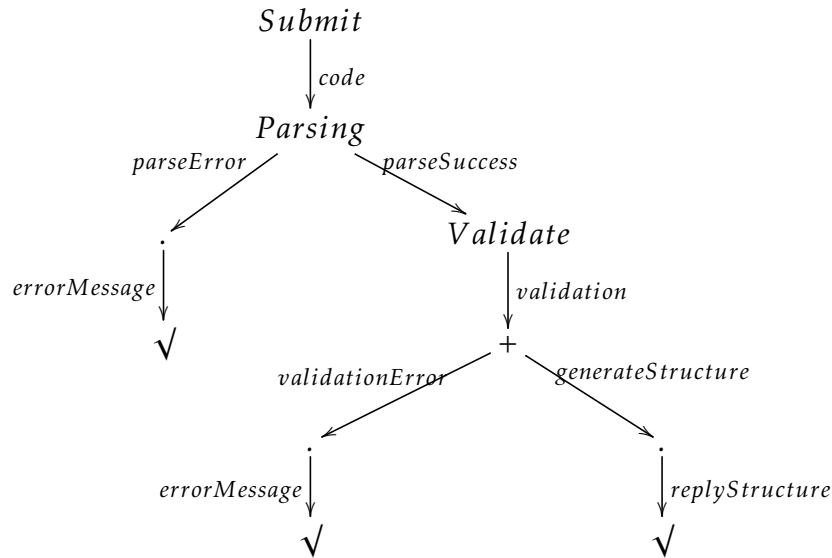 Submit
code
Parsing
parseError
parseSuccess
.
Validate
errorMessage
validation
√
+
validationError
generateStructure
.
.
errorMessage
replyStructure
√
√